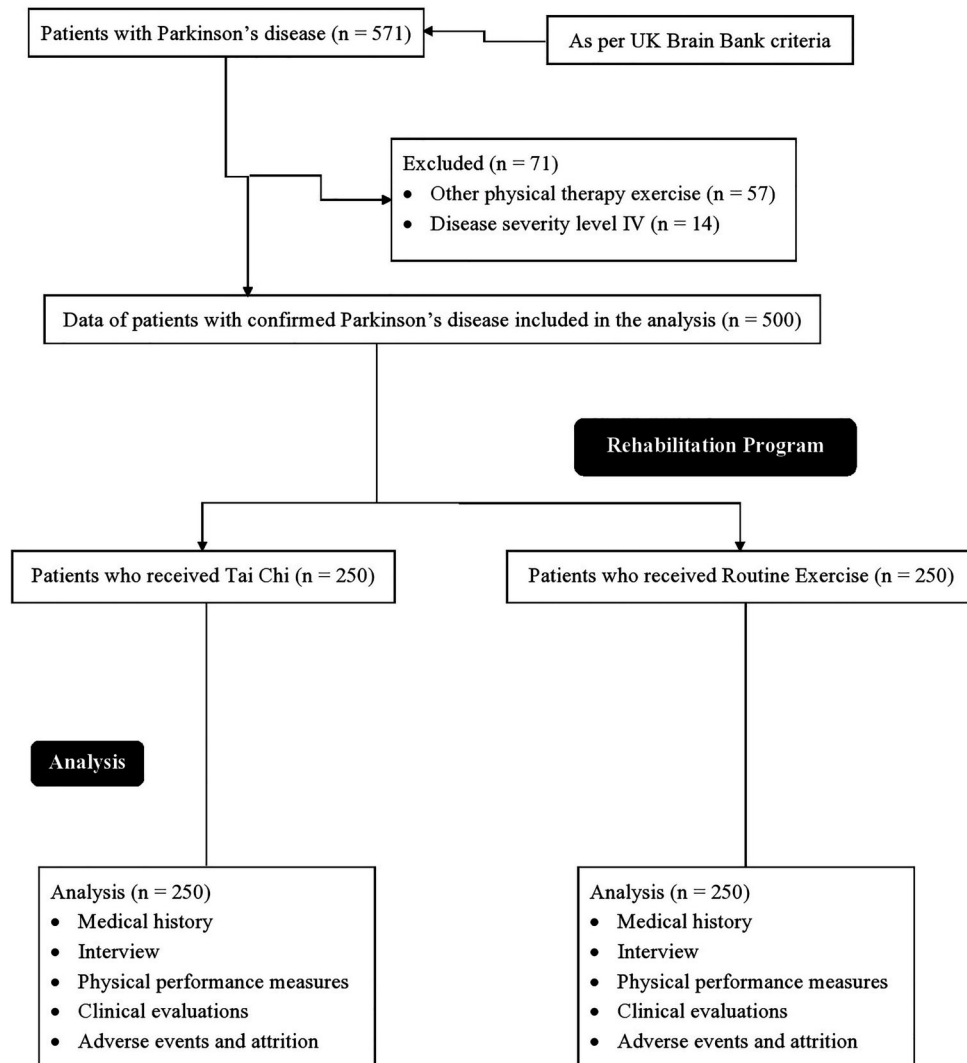 Patients with Parkinson’s disease (n = 571)
As per UK Brain Bank criteria
Excluded (n = 71)
• Other physical therapy exercise (n = 57)
• Disease severity level IV (n = 14)
Data of patients with confirmed Parkinson’s disease included in the analysis (n = 500)
Rehabilitation Program
Patients who received Tai Chi (n = 250)
Patients who received Routine Exercise (n = 250)
Analysis
Analysis (n = 250)
• Medical history
• Interview
• Physical performance measures
• Clinical evaluations
• Adverse events and attrition
Analysis (n = 250)
• Medical history
• Interview
• Physical performance measures
• Clinical evaluations
• Adverse events and attrition